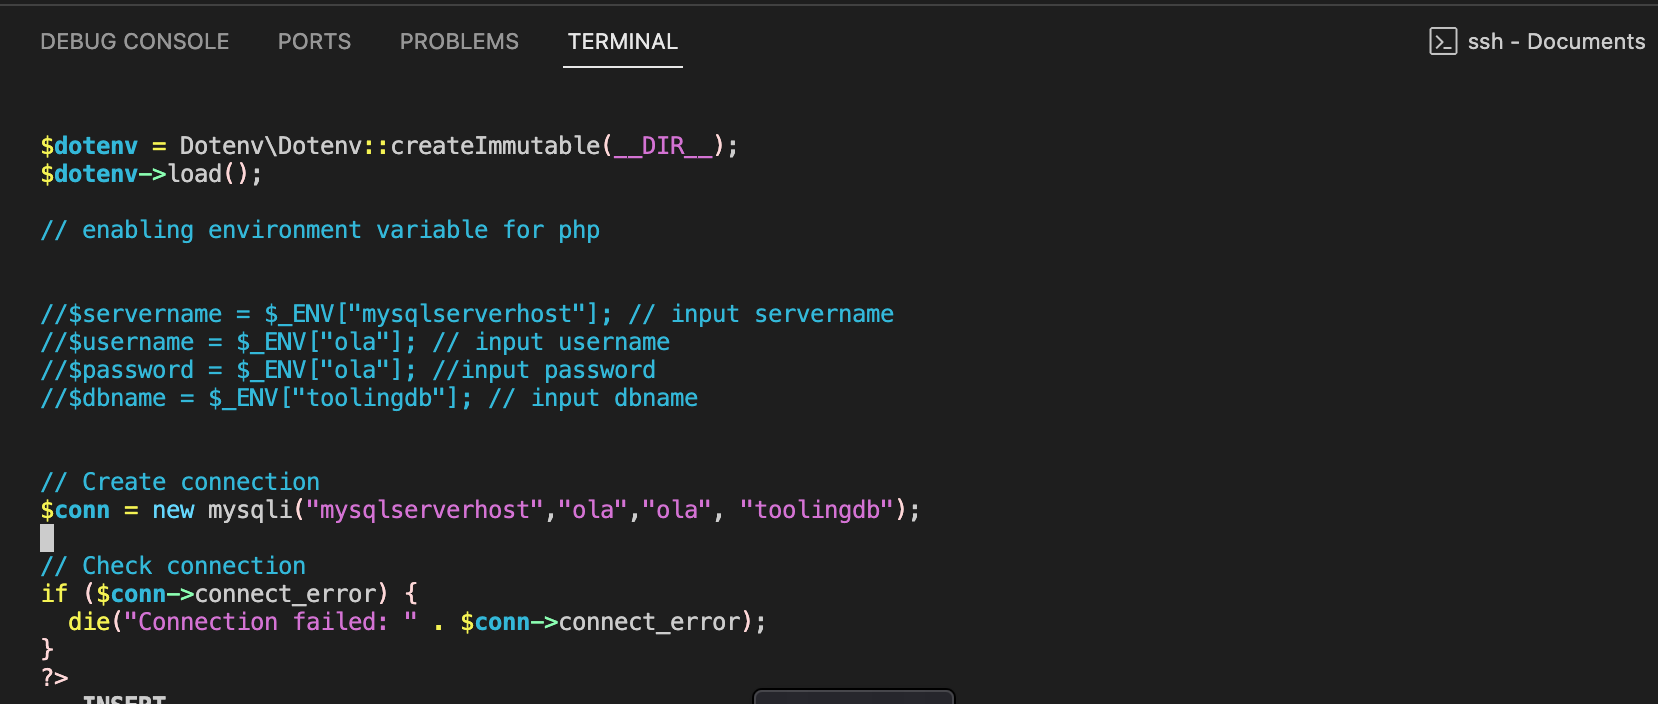 DEBUG CONSOLE PORTS PROBLEMS TERMINAL ssh - Documents
$dotenv = Dotenv\Dotenv::createImmutable(__DIR__);
$dotenv->load();
// enabling environment variable for php
//$servername = $_ENV["mysqlserverhost"]; // input servername
//$username = $_ENV["ola"]; // input username
//$password = $_ENV["ola"]; //input password
//$dbname = $_ENV["toolingdb"]; // input dbname
// Create connection
$conn = new mysqli("mysqlserverhost","ola","ola", "toolingdb");
// Check connection
if ($conn->connect_error) {
  die("Connection failed: " . $conn->connect_error);
}
?>
INSERT